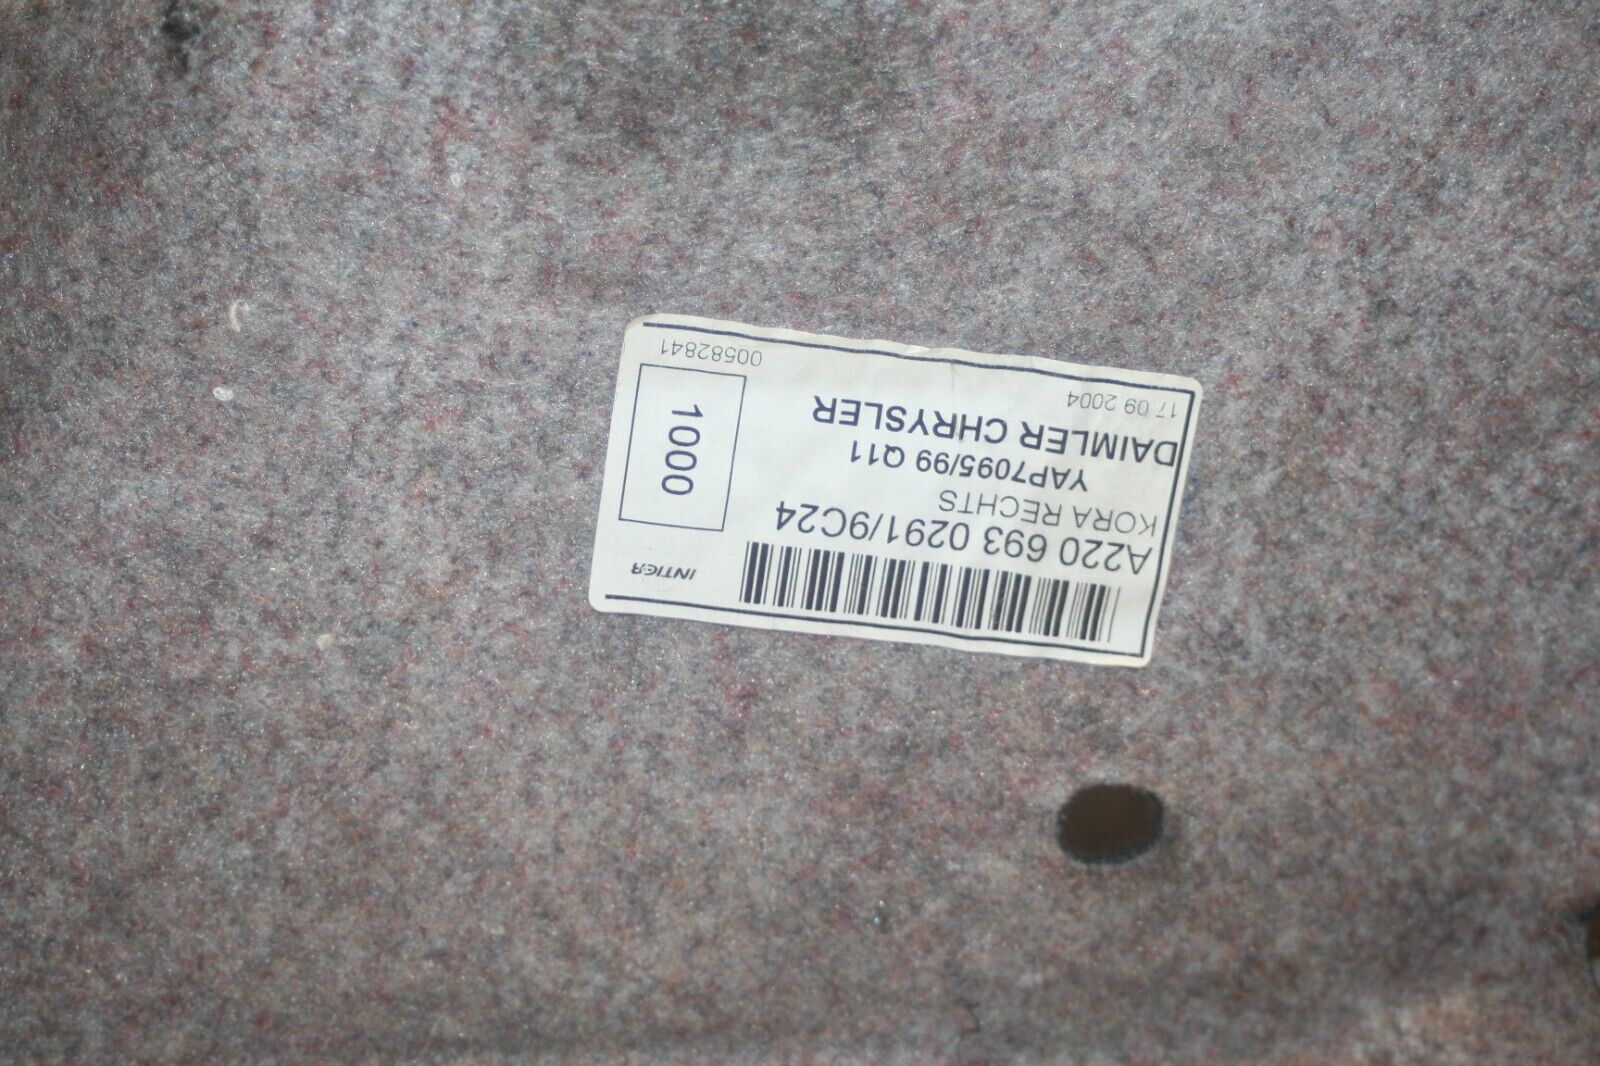 INTIER
A220 693 0291/9C24
KORA RECHTS
YAP7095/99 Q11
DAIMLER CHRYSLER
1000
17.09.2004
00582841